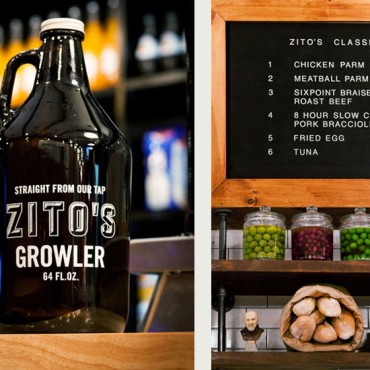 STRAIGHT FROM OUR TAP
ZITO'S
GROWLER
64 FL.OZ.
ZITO'S CLASSI
1 CHICKEN PARM
2 MEATBALL PARM
3 SIXPOINT BRAISE
ROAST BEEF
4 8 HOUR SLOW C
PORK BRACCIOL
5 FRIED EGG
6 TUNA